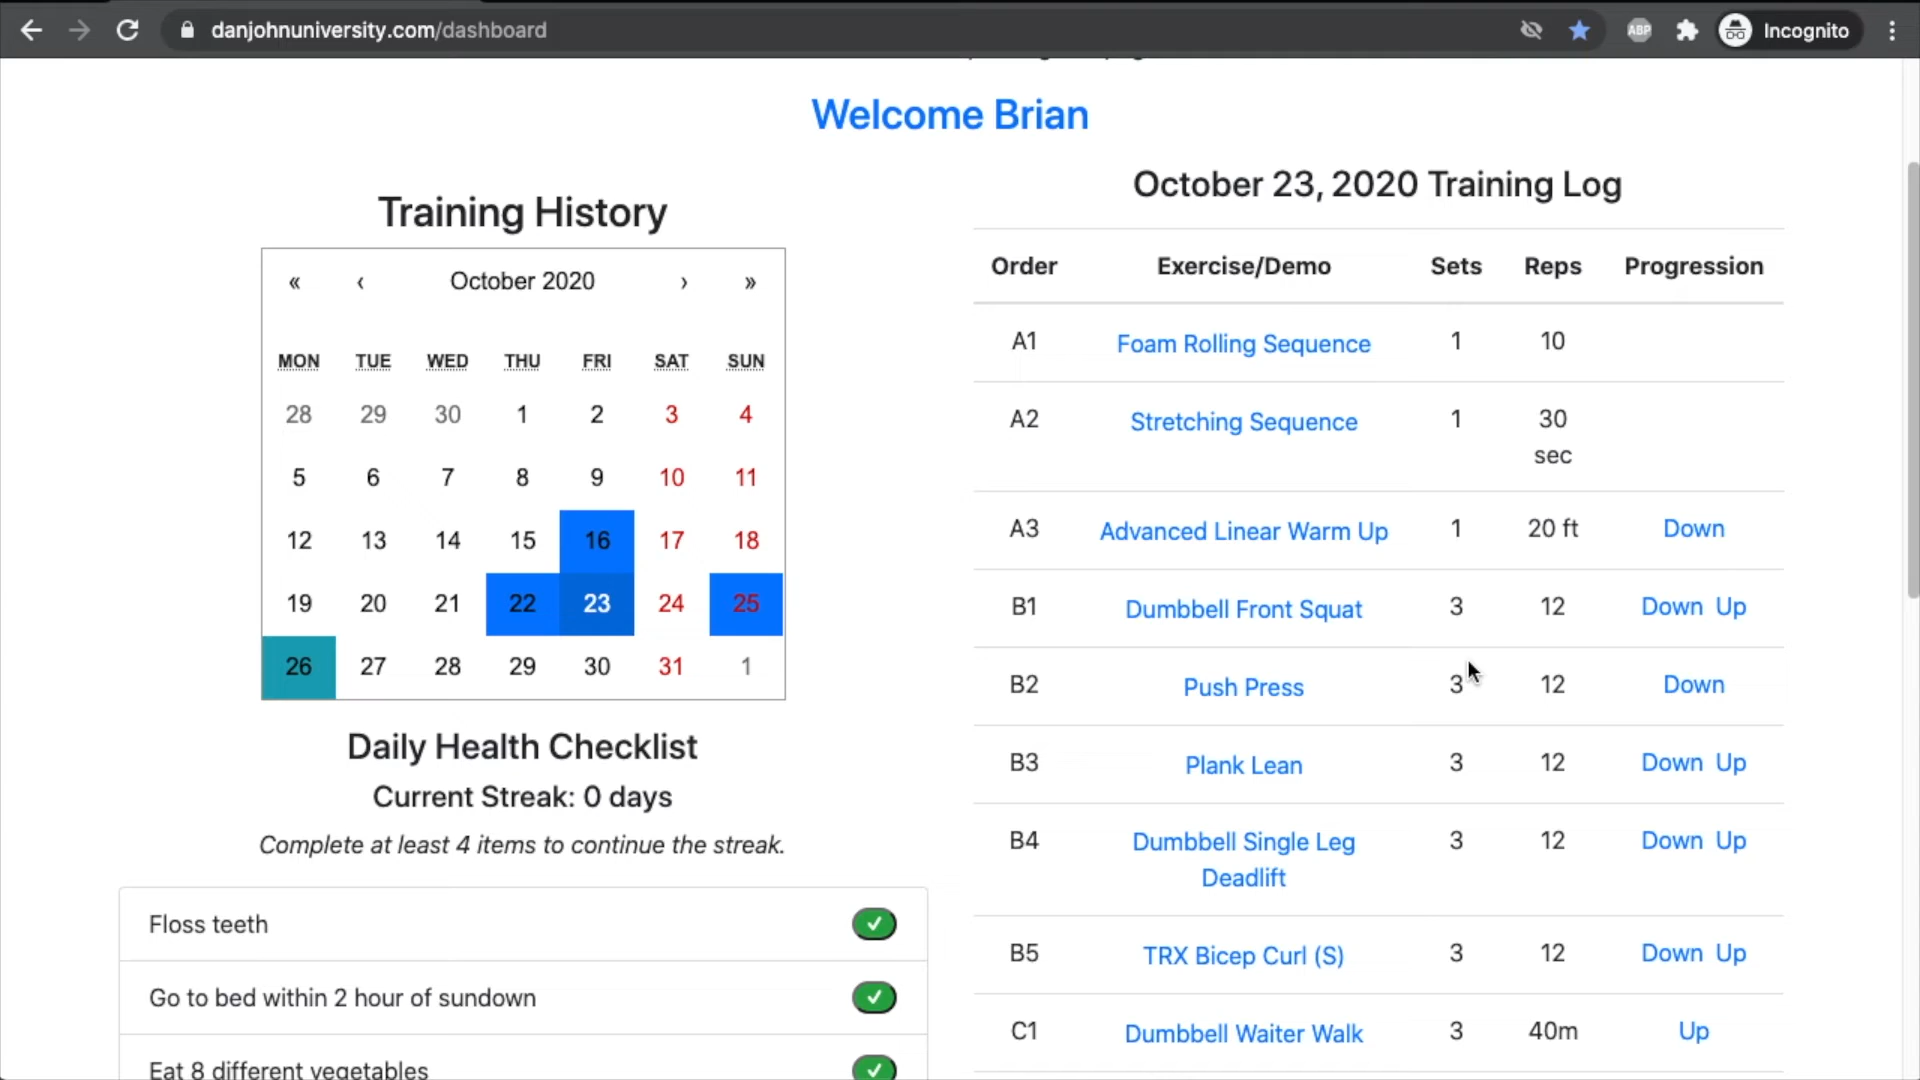 danjohnuniversity.com/dashboard
ABP
Incognito
Welcome Brian
Training History
« ‹ October 2020 › »
MON TUE WED THU FRI SAT SUN
28 29 30 1 2 3 4
5 6 7 8 9 10 11
12 13 14 15 16 17 18
19 20 21 22 23 24 25
26 27 28 29 30 31 1
Daily Health Checklist
Current Streak: 0 days
Complete at least 4 items to continue the streak.
Floss teeth
Go to bed within 2 hour of sundown
Eat 8 different vegetables
October 23, 2020 Training Log
Order Exercise/Demo Sets Reps Progression
A1 Foam Rolling Sequence 1 10
A2 Stretching Sequence 1 30
sec
A3 Advanced Linear Warm Up 1 20 ft Down
B1 Dumbbell Front Squat 3 12 Down Up
B2 Push Press 3 12 Down
B3 Plank Lean 3 12 Down Up
B4 Dumbbell Single Leg 3 12 Down Up
Deadlift
B5 TRX Bicep Curl (S) 3 12 Down Up
C1 Dumbbell Waiter Walk 3 40m Up